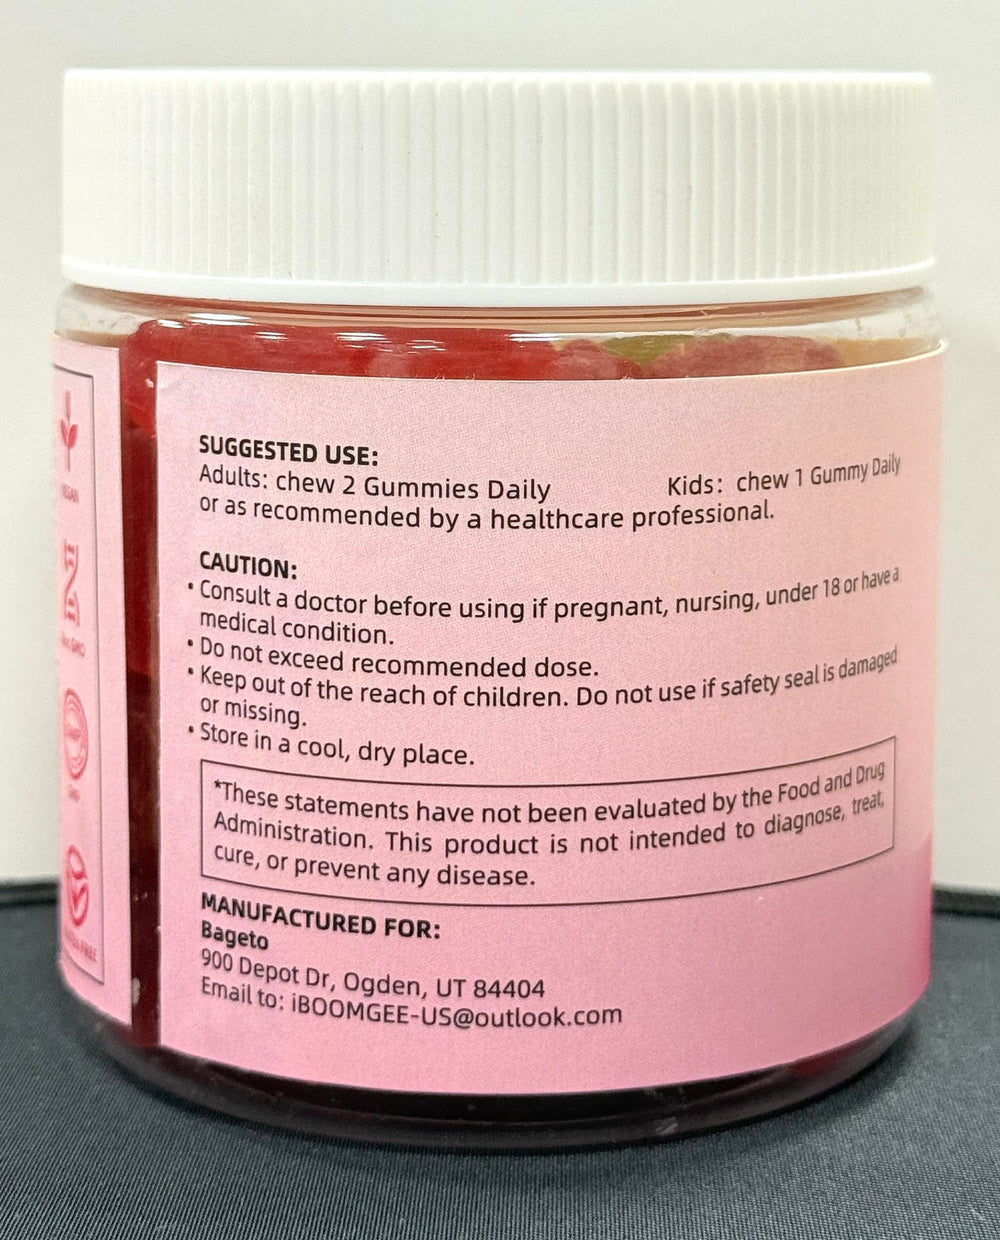 VEGAN
SUGGESTED USE:
Adults: chew 2 Gummies Daily Kids: chew 1 Gummy Daily
or as recommended by a healthcare professional.
CAUTION:
• Consult a doctor before using if pregnant, nursing, under 18 or have a
medical condition.
• Do not exceed recommended dose.
• Keep out of the reach of children. Do not use if safety seal is damaged
or missing.
• Store in a cool, dry place.
*These statements have not been evaluated by the Food and Drug
Administration. This product is not intended to diagnose, treat,
cure, or prevent any disease.
MANUFACTURED FOR:
Bageto
900 Depot Dr, Ogden, UT 84404
Email to: iBOOMGEE-US@outlook.com